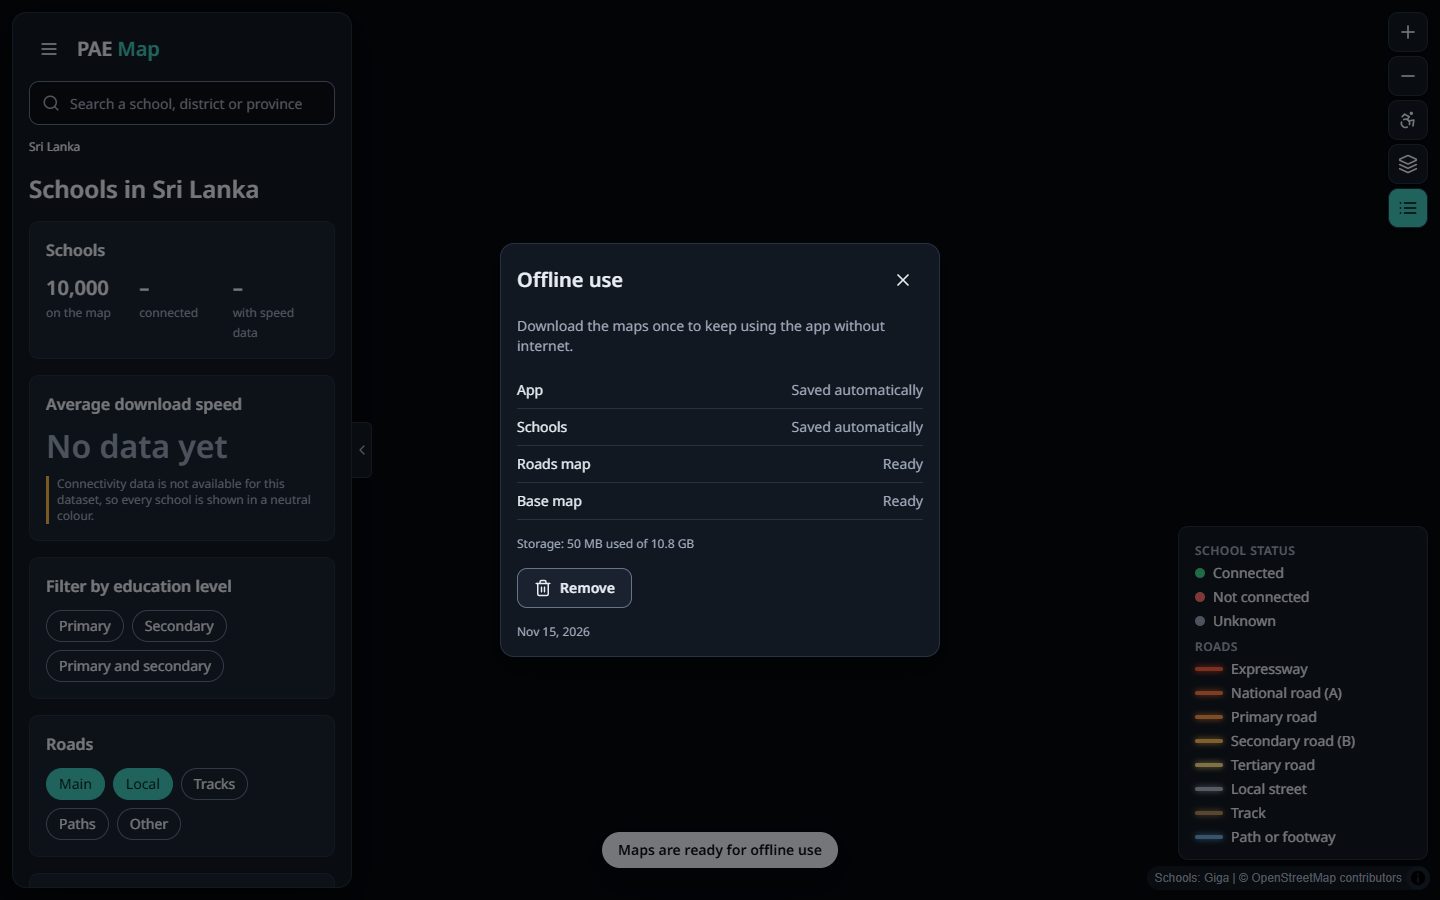 PAE Map
Search a school, district or province
Sri Lanka
Schools in Sri Lanka
Schools
10,000
on the map
–
connected
–
with speed
data
Average download speed
No data yet
Connectivity data is not available for this
dataset, so every school is shown in a neutral
colour.
Filter by education level
Primary
Secondary
Primary and secondary
Roads
Main
Local
Tracks
Paths
Other
Offline use
Download the maps once to keep using the app without
internet.
App Saved automatically
Schools Saved automatically
Roads map Ready
Base map Ready
Storage: 50 MB used of 10.8 GB
Remove
Nov 15, 2026
Maps are ready for offline use
SCHOOL STATUS
Connected
Not connected
Unknown
ROADS
Expressway
National road (A)
Primary road
Secondary road (B)
Tertiary road
Local street
Track
Path or footway
Schools: Giga | © OpenStreetMap contributors